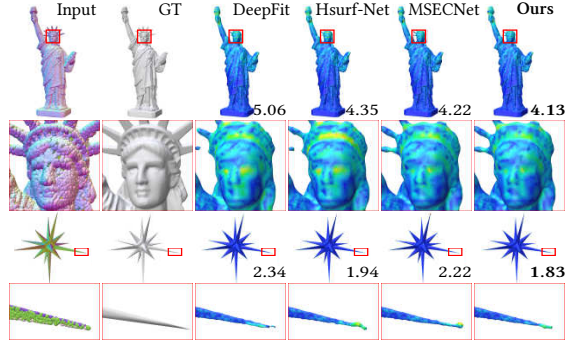 Input GT DeepFit Hsurf-Net MSECNet Ours
5.06 4.35 4.22 4.13
2.34 1.94 2.22 1.83